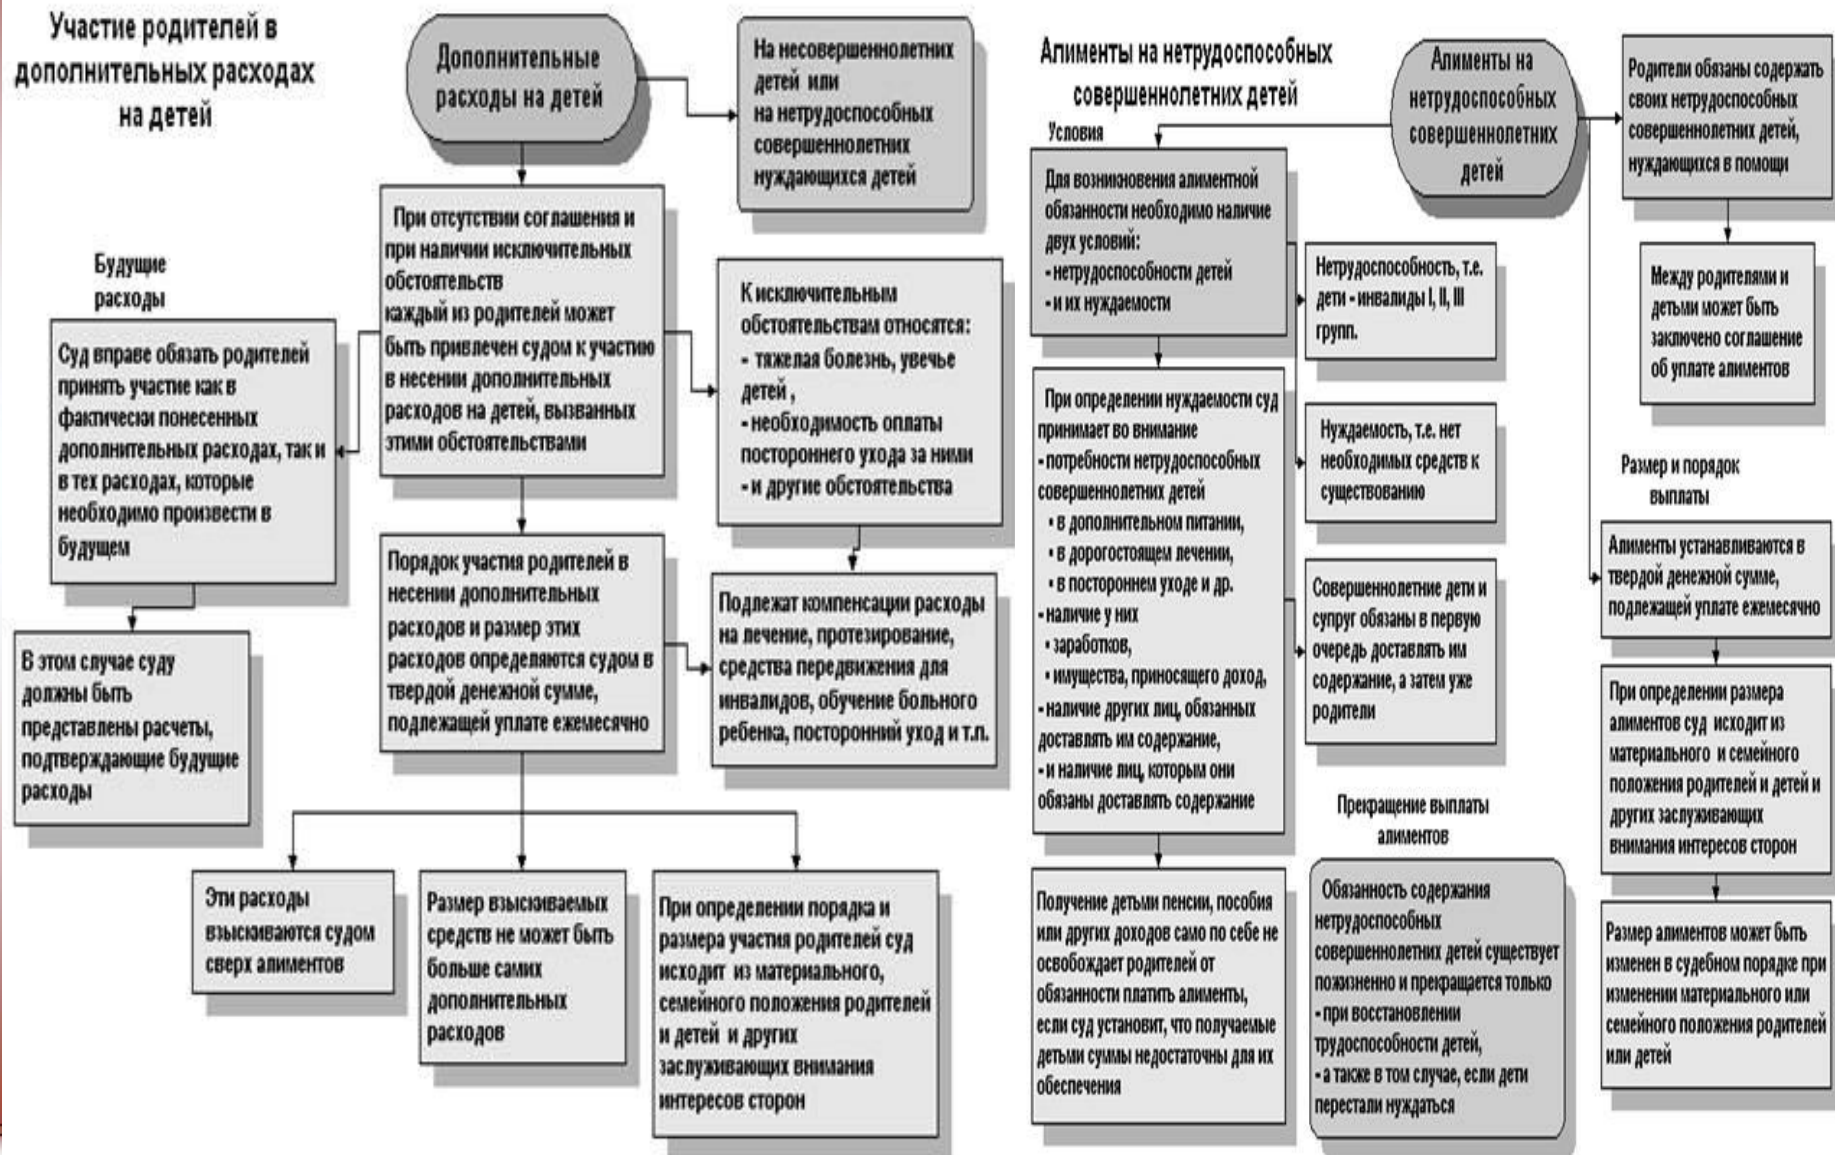 Участие родителей в
дополнительных расходах
на детей
Дополнительные
расходы на детей
На несовершеннолетних
детей или
на нетрудоспособных
совершеннолетних
нуждающихся детей
При отсутствии соглашения и
при наличии исключительных
обстоятельств
каждый из родителей может
быть привлечен судом к участию
в несении дополнительных
расходов на детей, вызванных
этими обстоятельствами
Будущие
расходы
Суд вправе обязать родителей
принять участие как в
фактически понесенных
дополнительных расходах, так и
в тех расходах, которые
необходимо произвести в
будущем
В этом случае суду
должны быть
представлены расчеты,
подтверждающие будущие
расходы
К исключительным
обстоятельствам относятся:
- тяжелая болезнь, увечье
детей ,
- необходимость оплаты
постороннего ухода за ними
- и другие обстоятельства
Порядок участия родителей в
несении дополнительных
расходов и размер этих
расходов определяются судом в
твердой денежной сумме,
подлежащей уплате ежемесячно
Подлежат компенсации расходы
на лечение, протезирование,
средства передвижения для
инвалидов, обучение больного
ребенка, посторонний уход и т.п.
Эти расходы
взыскиваются судом
сверх алиментов
Размер взыскиваемых
средств не может быть
больше самих
дополнительных
расходов
При определении порядка и
размера участия родителей суд
исходит из материального,
семейного положения родителей
и детей и других
заслуживающих внимания
интересов сторон
Алименты на нетрудоспособных
совершеннолетних детей
Алименты на
нетрудоспособных
совершеннолетних
детей
Родители обязаны содержать
своих нетрудоспособных
совершеннолетних детей,
нуждающихся в помощи
Между родителями и
детьми может быть
заключено соглашение
об уплате алиментов
Условия
Для возникновения алиментной
обязанности необходимо наличие
двух условий:
- нетрудоспособности детей
- и их нуждаемости
Нетрудоспособность, т.е.
дети - инвалиды I, II, III
групп.
Нуждаемость, т.е. нет
необходимых средств к
существованию
При определении нуждаемости суд
принимает во внимание
- потребности нетрудоспособных
совершеннолетних детей
▪ в дополнительном питании,
▪ в дорогостоящем лечении,
▪ в постороннем уходе и др.
- наличие у них
▪ заработков,
▪ имущества, приносящего доход,
- наличие других лиц, обязанных
доставлять им содержание,
- и наличие лиц, которым они
обязаны доставлять содержание
Совершеннолетние дети и
супруг обязаны в первую
очередь доставлять им
содержание, а затем уже
родители
Получение детьми пенсии, пособия
или других доходов само по себе не
освобождает родителей от
обязанности платить алименты,
если суд установит, что получаемые
детьми суммы недостаточны для их
обеспечения
Прекращение выплаты
алиментов
Обязанность содержания
нетрудоспособных
совершеннолетних детей существует
пожизненно и прекращается только
- при восстановлении
трудоспособности детей,
- а также в том случае, если дети
перестали нуждаться
Размер и порядок
выплаты
Алименты устанавливаются в
твердой денежной сумме,
подлежащей уплате ежемесячно
При определении размера
алиментов суд исходит из
материального и семейного
положения родителей и детей и
других заслуживающих
внимания интересов сторон
Размер алиментов может быть
изменен в судебном порядке при
изменении материального или
семейного положения родителей
или детей